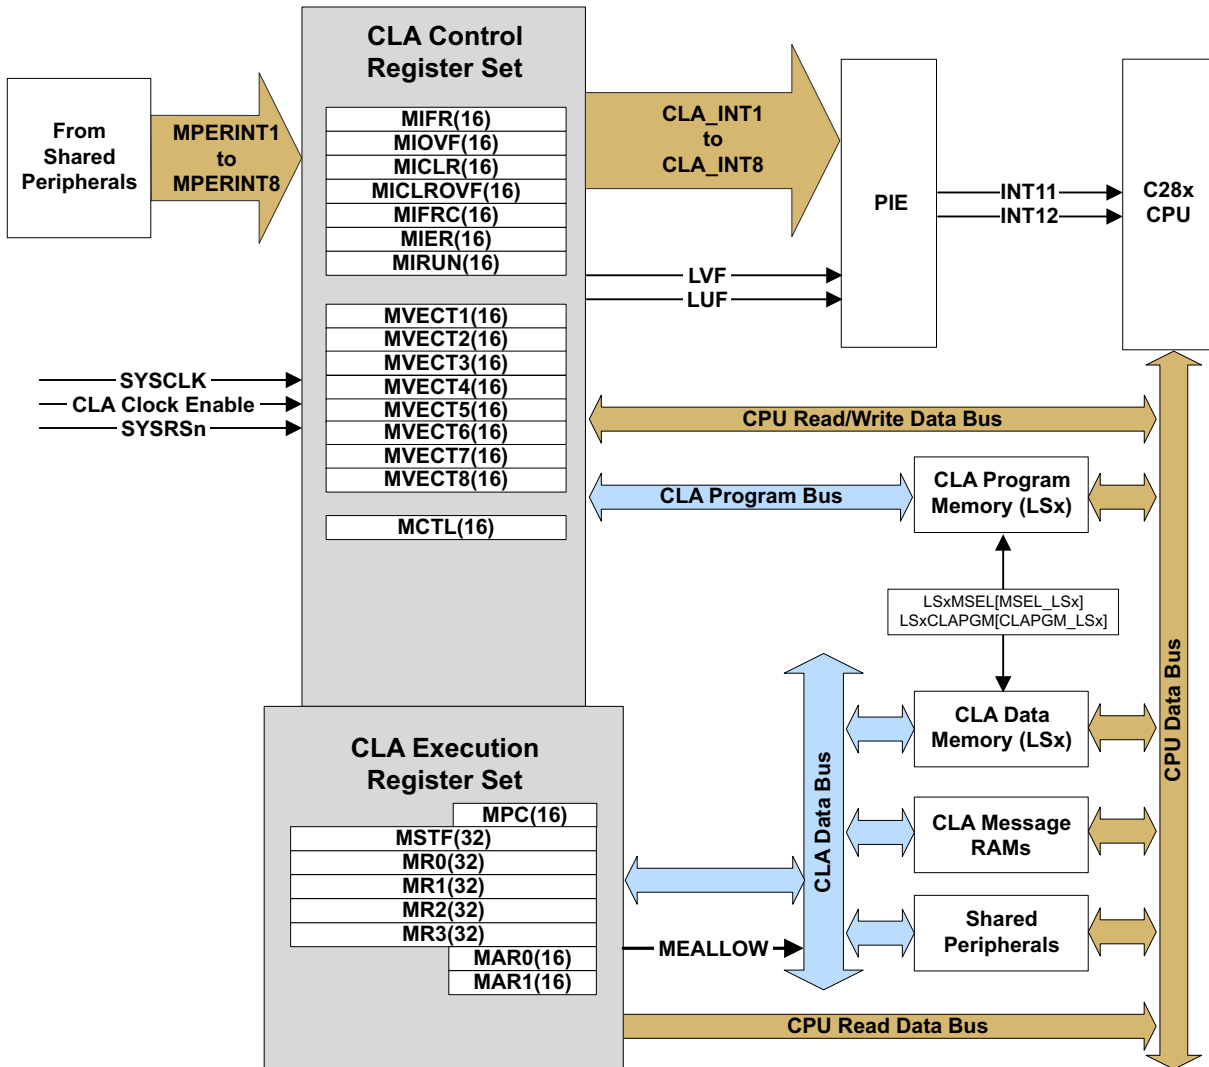 CLA Control
Register Set
MIFR(16)
MIOVF(16)
MICLR(16)
MICLROVF(16)
MIFRC(16)
MIER(16)
MIRUN(16)
MVECT1(16)
MVECT2(16)
MVECT3(16)
MVECT4(16)
MVECT5(16)
MVECT6(16)
MVECT7(16)
MVECT8(16)
MCTL(16)
From
Shared
Peripherals
MPERINT1
to
MPERINT8
SYSCLK
CLA Clock Enable
SYSRSn
CLA_INT1
to
CLA_INT8
LVF
LUF
PIE
INT11
INT12
C28x
CPU
CPU Read/Write Data Bus
CLA Program Bus
CLA Program
Memory (LSx)
LSxMSEL[MSEL_LSx]
LSxCLAPGM[CLAPGM_LSx]
CLA Data
Memory (LSx)
CLA Message
RAMs
Shared
Peripherals
CLA Data Bus
CPU Data Bus
CLA Execution
Register Set
MPC(16)
MSTF(32)
MR0(32)
MR1(32)
MR2(32)
MR3(32)
MAR0(16)
MAR1(16)
MEALLOW
CPU Read Data Bus